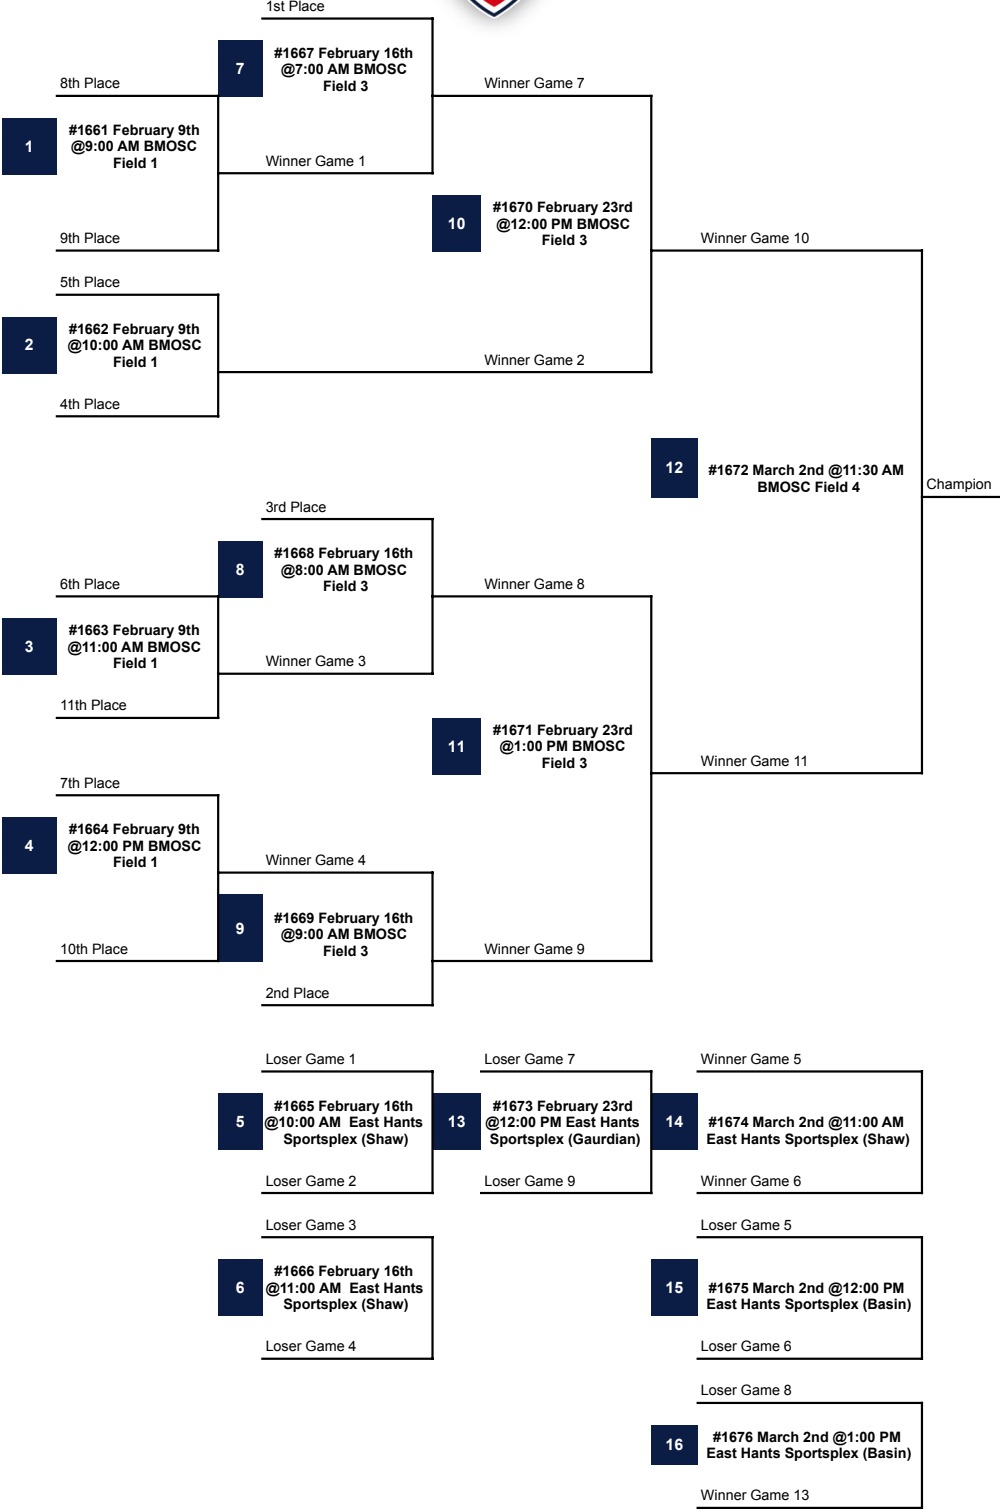 1st Place
7
#1667 February 16th
@7:00 AM BMOSC
Field 3
8th Place
Winner Game 7
1
#1661 February 9th
@9:00 AM BMOSC
Field 1
Winner Game 1
10
#1670 February 23rd
@12:00 PM BMOSC
Field 3
9th Place
Winner Game 10
5th Place
2
#1662 February 9th
@10:00 AM BMOSC
Field 1
Winner Game 2
4th Place
12
#1672 March 2nd @11:30 AM
BMOSC Field 4
Champion
3rd Place
8
#1668 February 16th
@8:00 AM BMOSC
Field 3
6th Place
Winner Game 8
3
#1663 February 9th
@11:00 AM BMOSC
Field 1
Winner Game 3
11th Place
11
#1671 February 23rd
@1:00 PM BMOSC
Field 3
Winner Game 11
7th Place
4
#1664 February 9th
@12:00 PM BMOSC
Field 1
Winner Game 4
9
#1669 February 16th
@9:00 AM BMOSC
Field 3
10th Place
Winner Game 9
2nd Place
Loser Game 1
5
#1665 February 16th
@10:00 AM East Hants
Sportsplex (Shaw)
Loser Game 2
Loser Game 7
13
#1673 February 23rd
@12:00 PM East Hants
Sportsplex (Gaurdian)
Loser Game 9
Winner Game 5
14
#1674 March 2nd @11:00 AM
East Hants Sportsplex (Shaw)
Winner Game 6
Loser Game 3
6
#1666 February 16th
@11:00 AM East Hants
Sportsplex (Shaw)
Loser Game 4
Loser Game 5
15
#1675 March 2nd @12:00 PM
East Hants Sportsplex (Basin)
Loser Game 6
Loser Game 8
16
#1676 March 2nd @1:00 PM
East Hants Sportsplex (Basin)
Winner Game 13